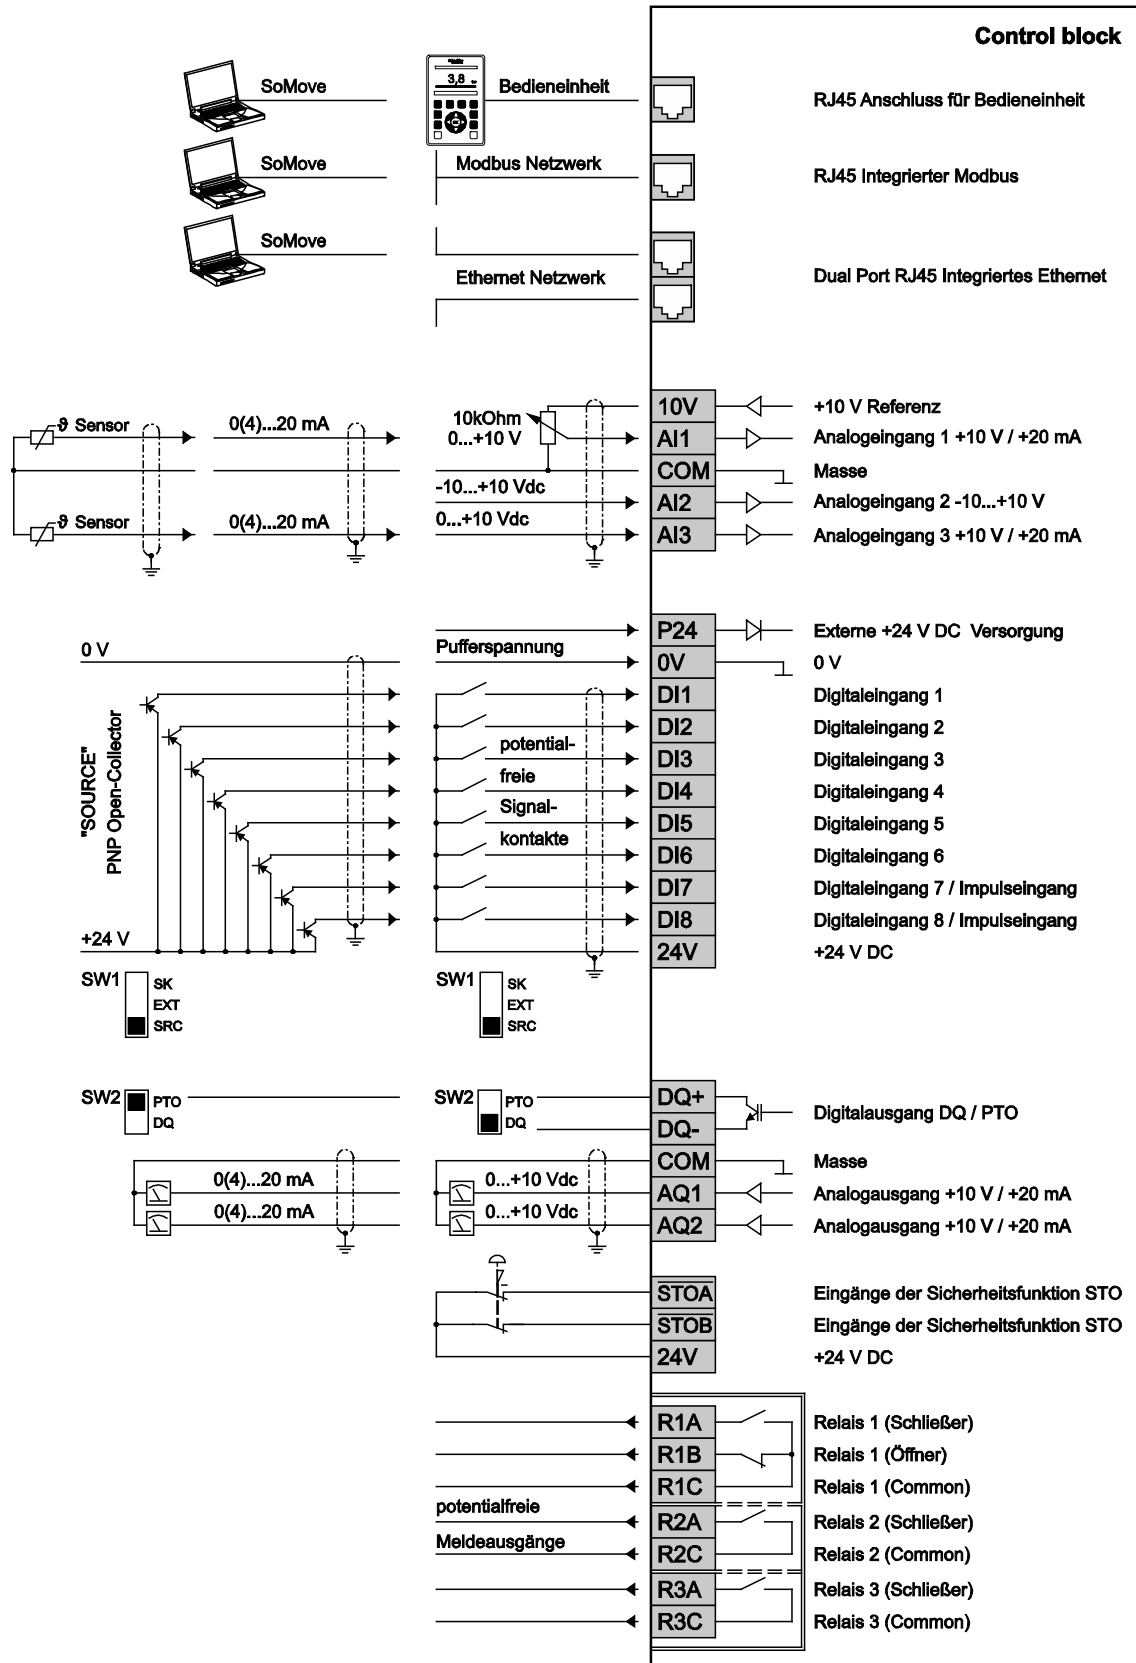 Control block
SoMove
3,8
Bedieneinheit
RJ45 Anschluss für Bedieneinheit
SoMove
Modbus Netzwerk
RJ45 Integrierter Modbus
SoMove
Ethernet Netzwerk
Dual Port RJ45 Integriertes Ethernet
10kOhm
0...+10 V
10V
+10 V Referenz
ϑ Sensor
0(4)...20 mA
AI1
Analogeingang 1 +10 V / +20 mA
COM
Masse
-10...+10 Vdc
AI2
Analogeingang 2 -10...+10 V
ϑ Sensor
0(4)...20 mA
0...+10 Vdc
AI3
Analogeingang 3 +10 V / +20 mA
P24
Externe +24 V DC Versorgung
0 V
Pufferspannung
0V
0 V
DI1
Digitaleingang 1
DI2
Digitaleingang 2
"SOURCE"
PNP Open-Collector
potential-
freie
Signal-
kontakte
DI3
Digitaleingang 3
DI4
Digitaleingang 4
DI5
Digitaleingang 5
DI6
Digitaleingang 6
DI7
Digitaleingang 7 / Impulseingang
DI8
Digitaleingang 8 / Impulseingang
+24 V
24V
+24 V DC
SW1
SK
EXT
SRC
SW1
SK
EXT
SRC
SW2
PTO
DQ
SW2
PTO
DQ
DQ+
DQ-
Digitalausgang DQ / PTO
COM
Masse
0(4)...20 mA
0...+10 Vdc
AQ1
Analogausgang +10 V / +20 mA
0(4)...20 mA
0...+10 Vdc
AQ2
Analogausgang +10 V / +20 mA
STOA
Eingänge der Sicherheitsfunktion STO
STOB
Eingänge der Sicherheitsfunktion STO
24V
+24 V DC
R1A
Relais 1 (Schließer)
R1B
Relais 1 (Öffner)
R1C
Relais 1 (Common)
potentialfreie
Meldeausgänge
R2A
Relais 2 (Schließer)
R2C
Relais 2 (Common)
R3A
Relais 3 (Schließer)
R3C
Relais 3 (Common)